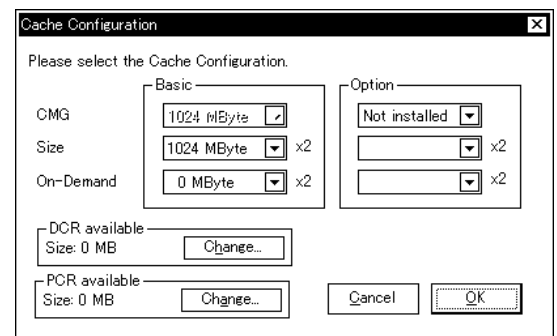 Cache Configuration
Please select the Cache Configuration.
Basic Option
CMG 1024 MByte Not installed
Size 1024 MByte x2 x2
On-Demand 0 MByte x2 x2
DCR available
Size: 0 MB Change...
PCR available
Size: 0 MB Change... Cancel OK